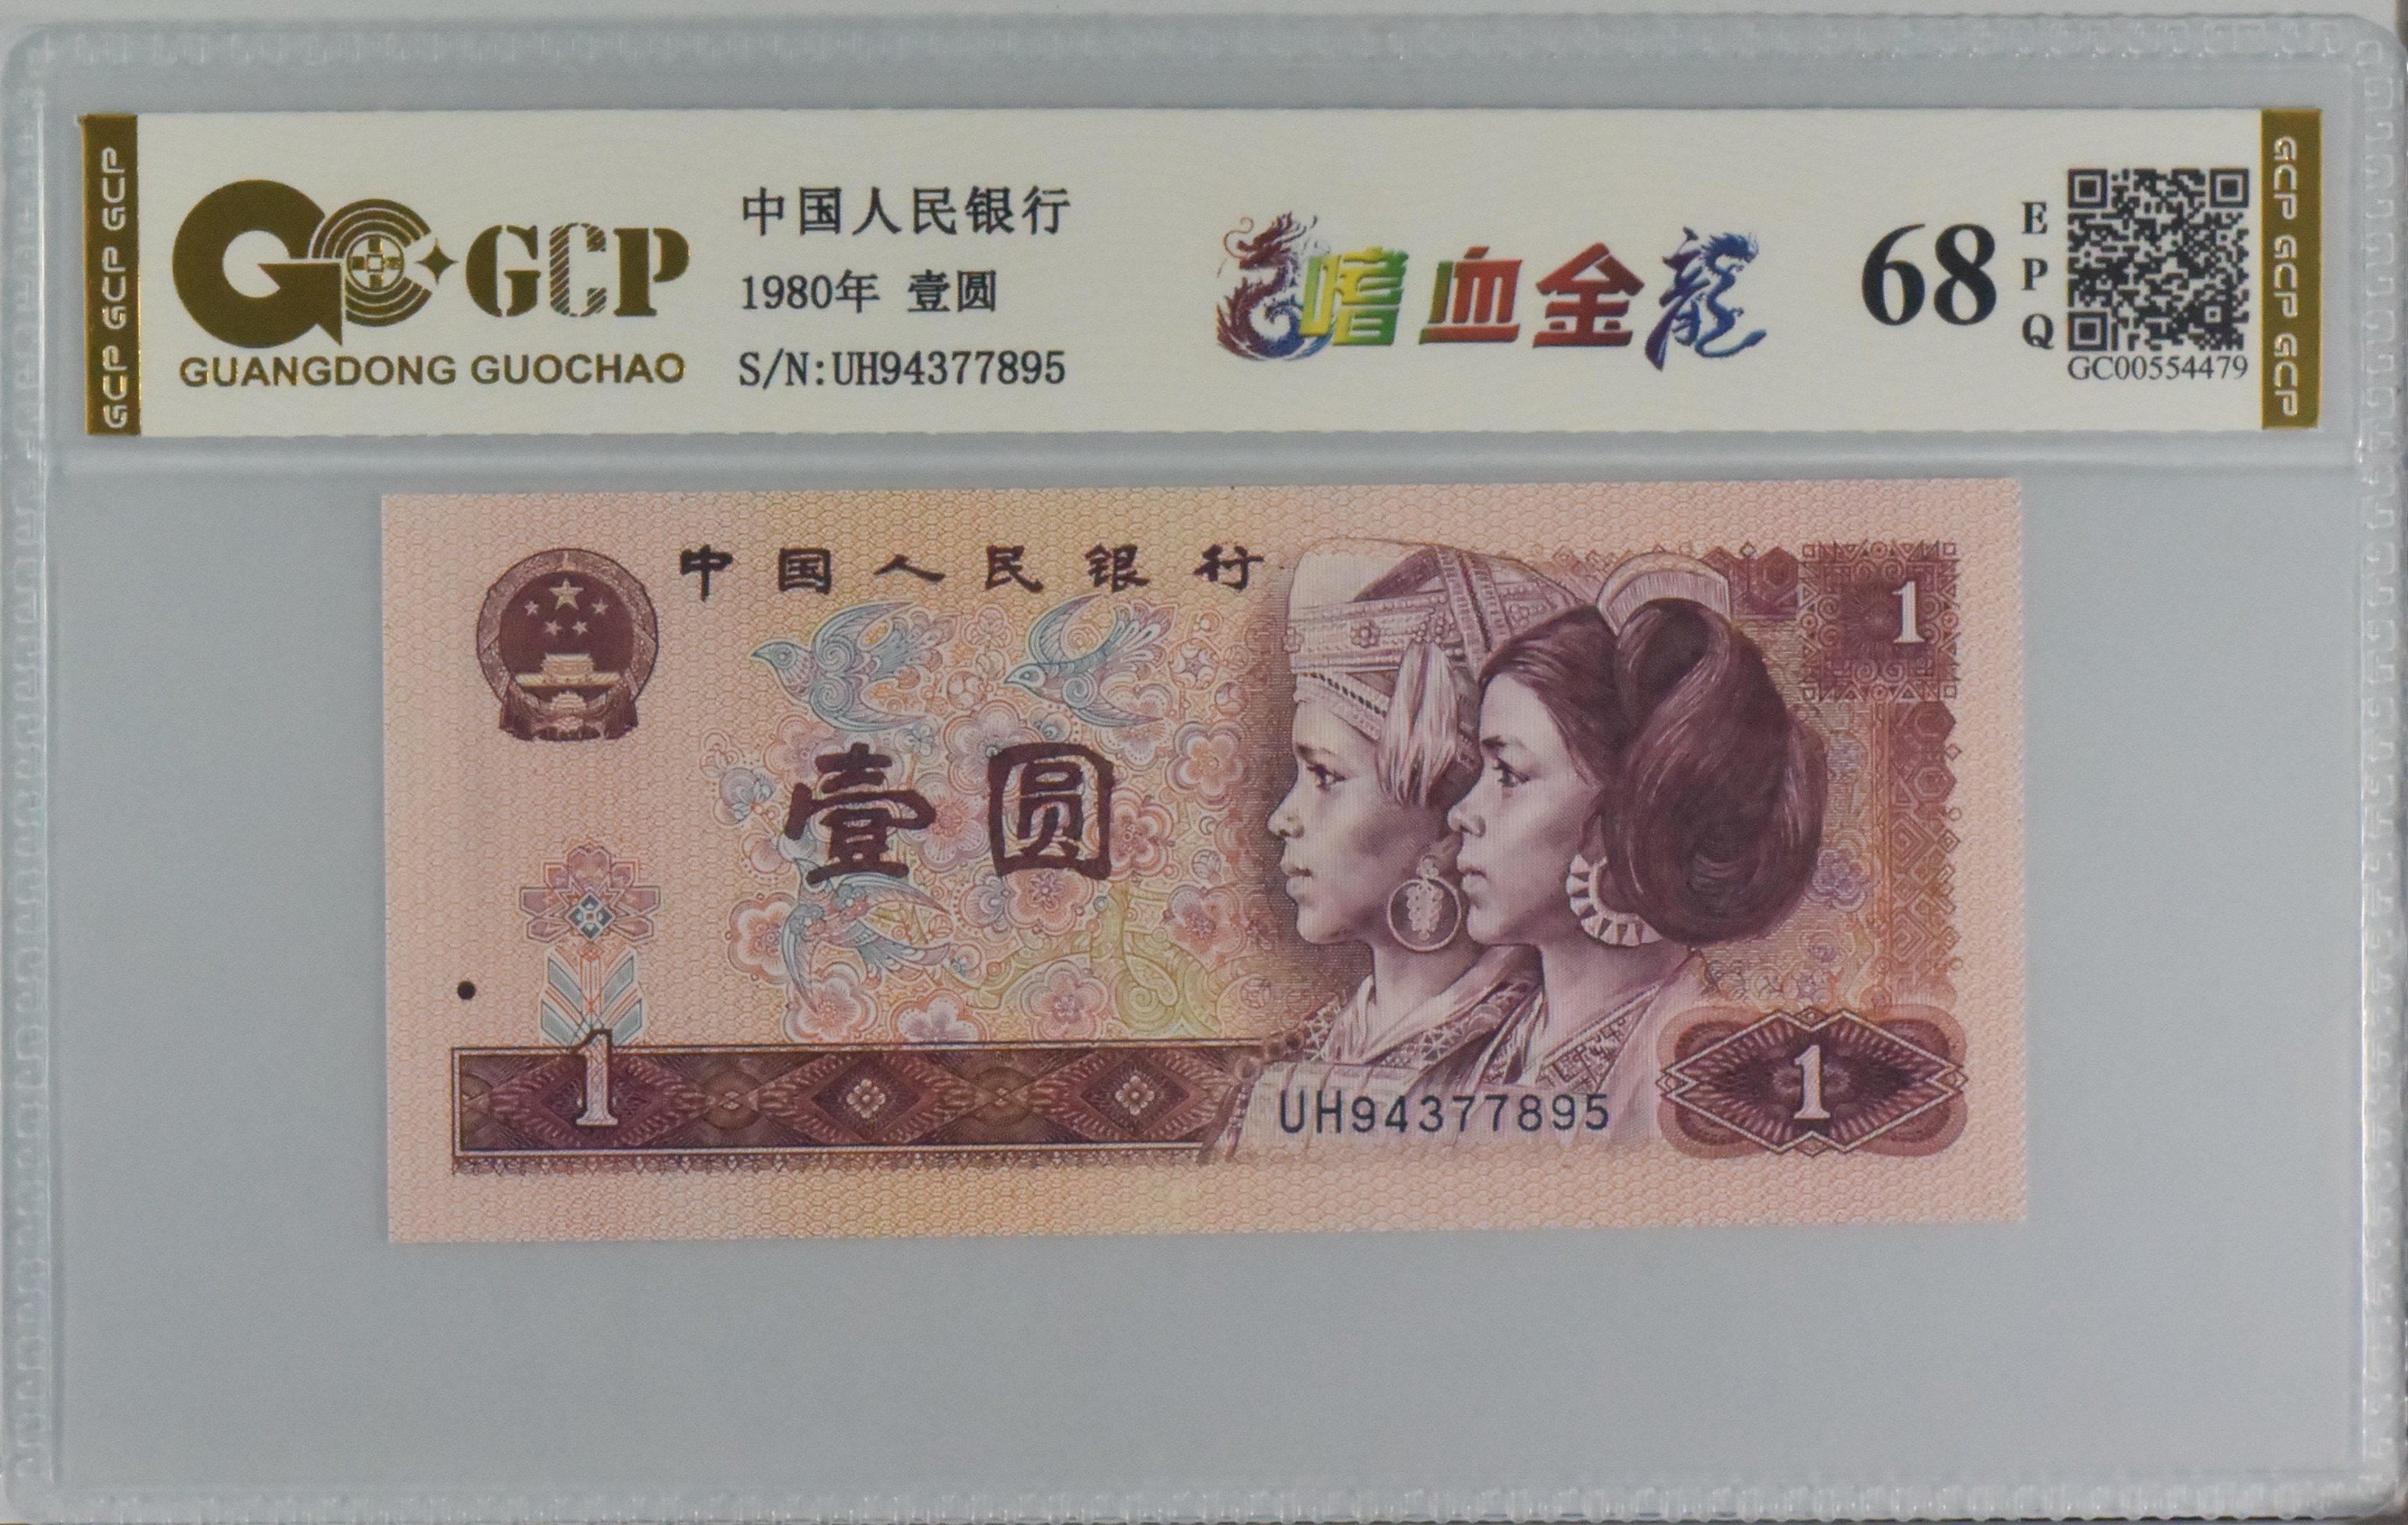 GCP GCP GCP
GCP
GUANGDONG GUOCHAO
中国人民银行
1980年 壹圆
S/N:UH94377895
嗜血金龍
68
EPQ
GC00554479
GCP GCP GCP
中国人民银行
1
壹圆
1
UH94377895
1